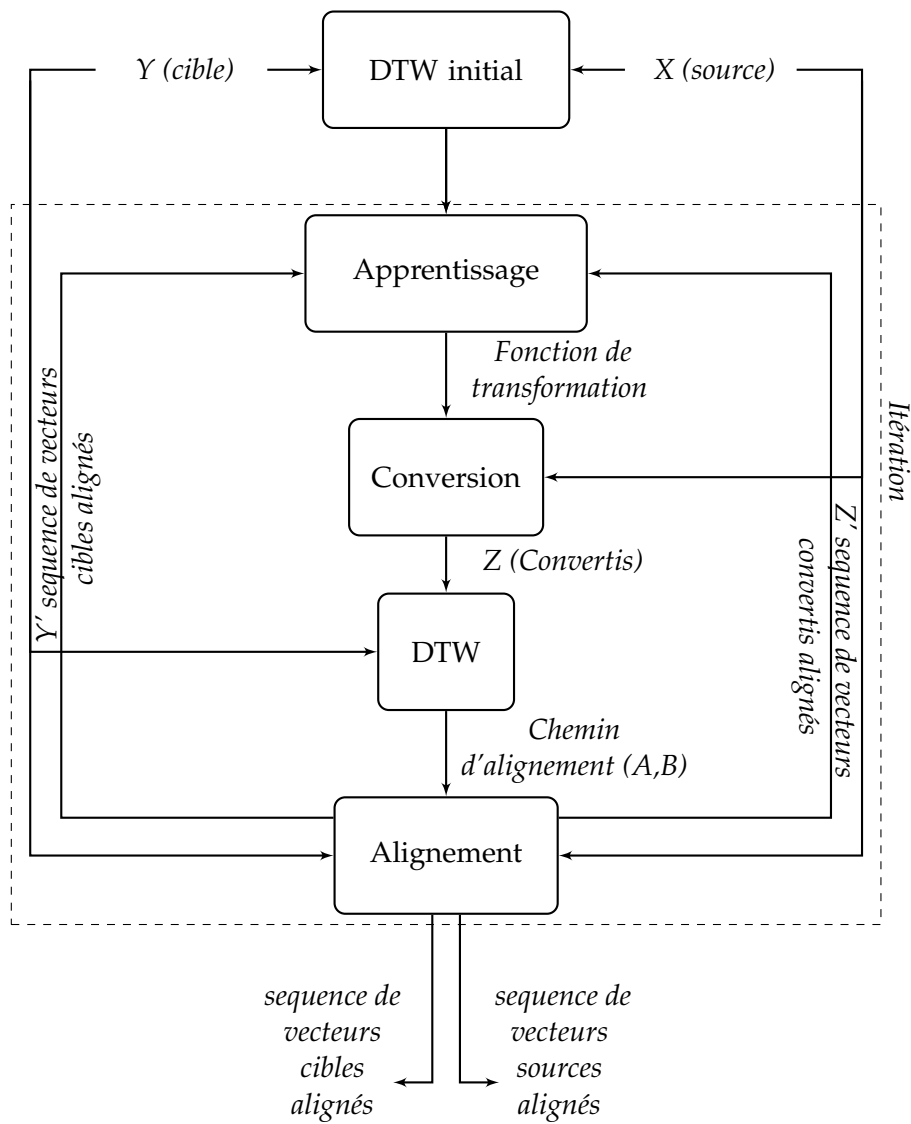 Y (cible)
DTW initial
X (source)
Apprentissage
Fonction de
transformation
Itération
Y' sequence de vecteurs
cibles alignés
Conversion
Z (Convertis)
Z' sequence de vecteurs
convertis alignés
DTW
Chemin
d'alignement (A,B)
Alignement
sequence de
vecteurs
cibles
alignés
sequence de
vecteurs
sources
alignés